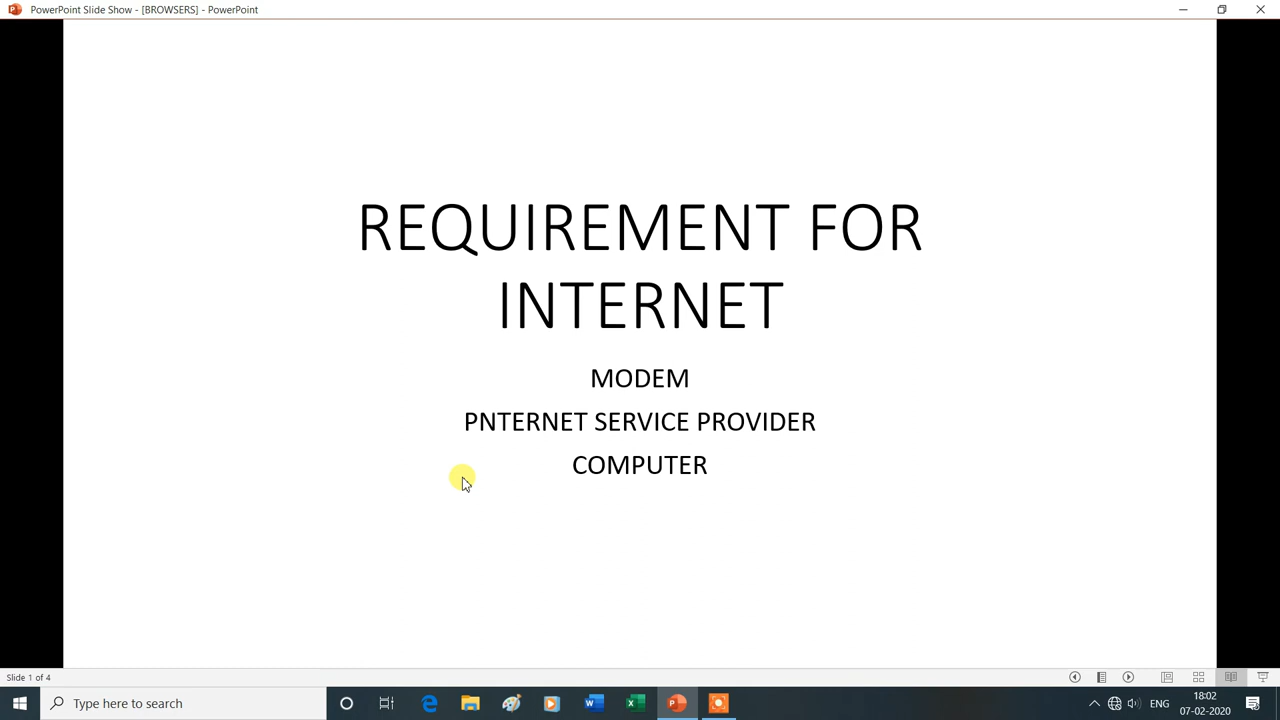 PowerPoint Slide Show - [BROWSERS] - PowerPoint
REQUIREMENT FOR
INTERNET
MODEM
PNTERNET SERVICE PROVIDER
COMPUTER
Slide 1 of 4
Type here to search
ENG
18:02
07-02-2020